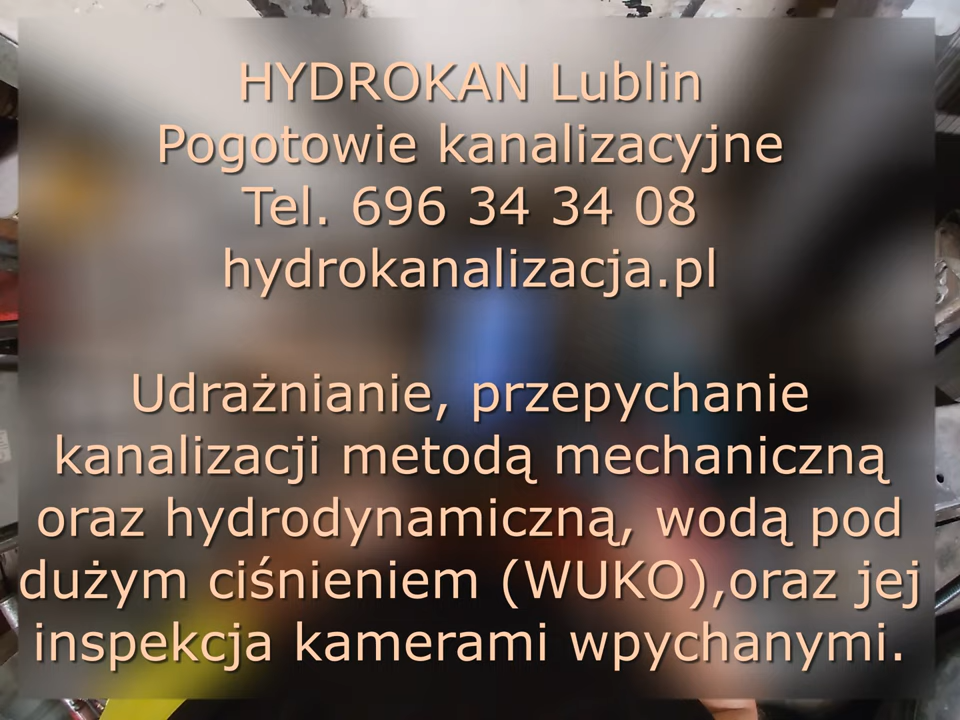 HYDROKAN Lublin
Pogotowie kanalizacyjne
Tel. 696 34 34 08
hydrokanalizacja.pl
Udrażnianie, przepychanie
kanalizacji metodą mechaniczną
oraz hydrodynamiczną, wodą pod
dużym ciśnieniem (WUKO),oraz jej
inspekcja kamerami wpychanymi.